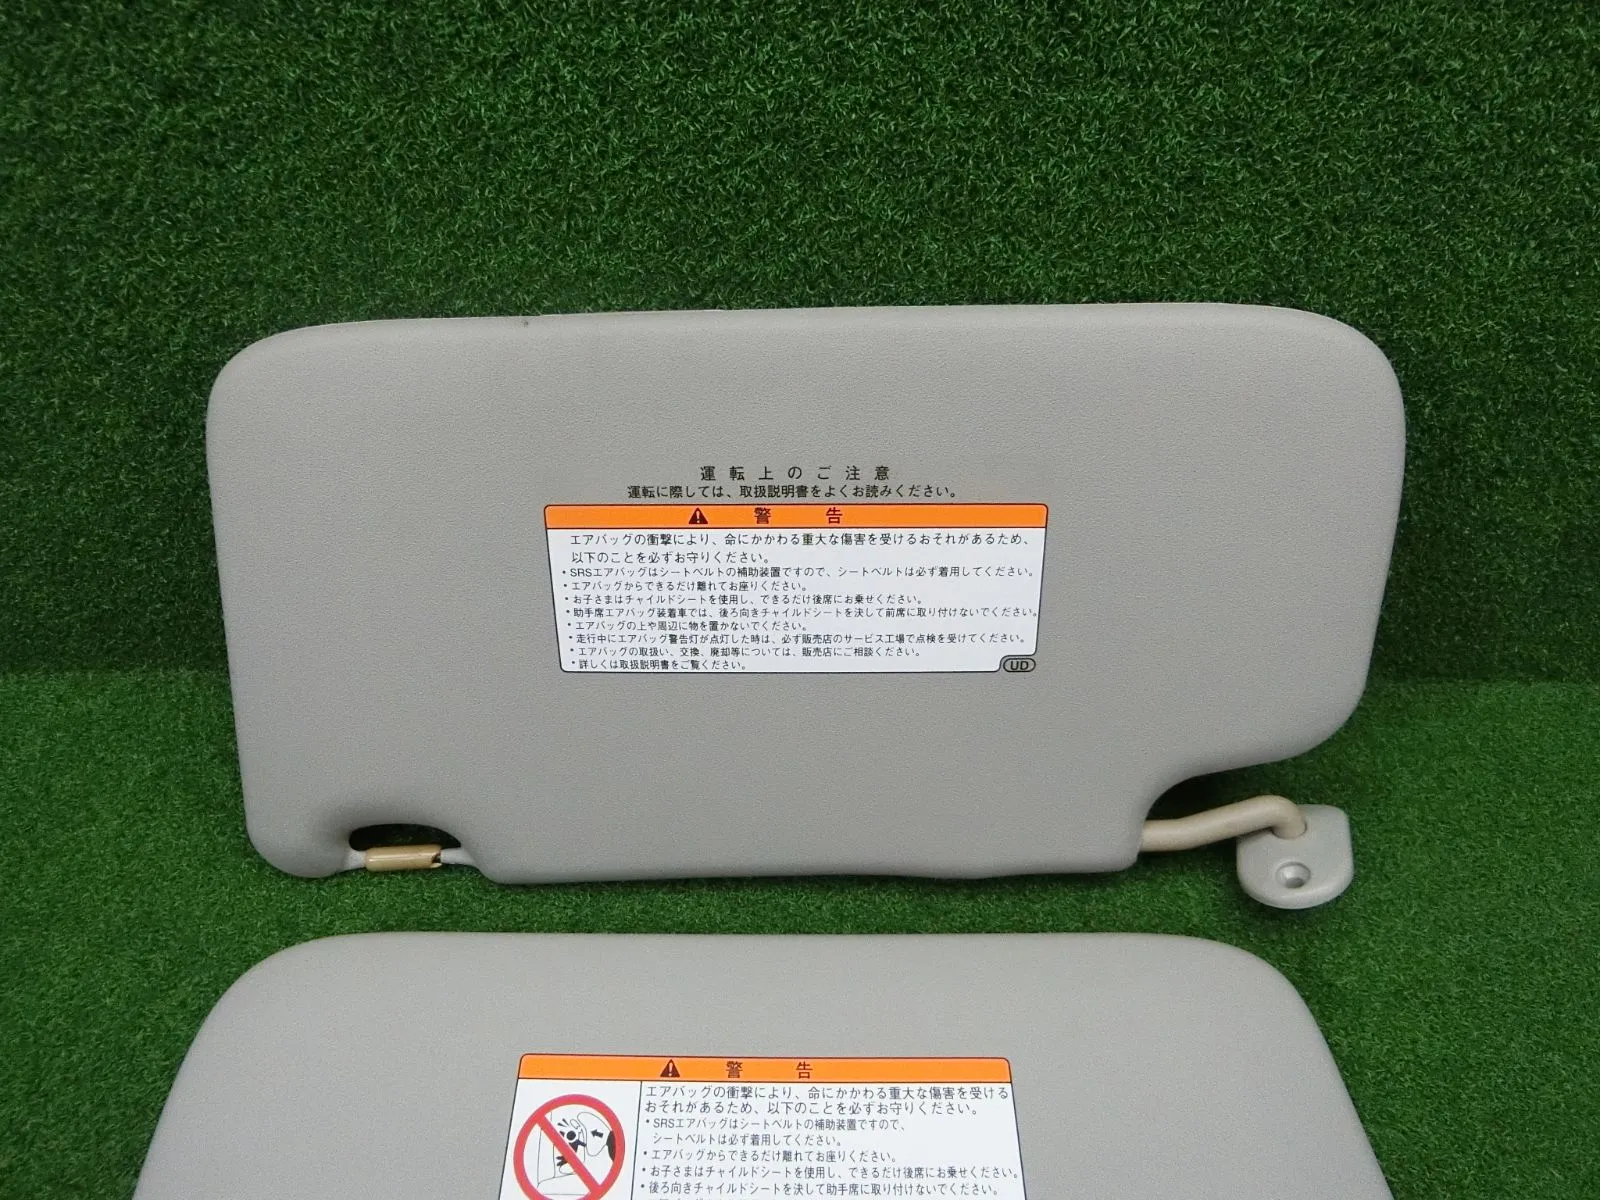 運転上のご注意
運転に際しては、取扱説明書をよくお読みください。
警告
エアバッグの衝撃により、命にかかわる重大な傷害を受けるおそれがあるため、
以下のことを必ずお守りください。
・SRSエアバッグはシートベルトの補助装置ですので、シートベルトは必ず着用してください。
・エアバッグからできるだけ離れてお座りください。
・お子さまはチャイルドシートを使用し、できるだけ後席にお乗せください。
・助手席エアバッグ装着車では、後ろ向きチャイルドシートを決して前席に取り付けないでください。
・エアバッグの上や周辺に物を置かないでください。
・走行中にエアバッグ警告灯が点灯した時は、必ず販売店のサービス工場で点検を受けてください。
・エアバッグの取扱い、交換、廃却等については、販売店にご相談ください。
・詳しくは取扱説明書をご覧ください。
UD
警告
エアバッグの衝撃により、命にかかわる重大な傷害を受ける
おそれがあるため、以下のことを必ずお守りください。
・SRSエアバッグはシートベルトの補助装置ですので、
シートベルトは必ず着用してください。
・エアバッグからできるだけ離れてお座りください。
・お子さまはチャイルドシートを使用し、できるだけ後席にお乗せください。
・後ろ向きチャイルドシートを決して助手席に取り付けないでください。